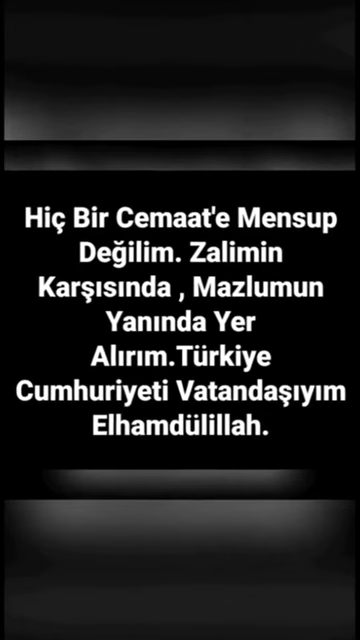 Hiç Bir Cemaat'e Mensup
Değilim. Zalimin
Karşısında , Mazlumun
Yanında Yer
Alırım.Türkiye
Cumhuriyeti Vatandaşıyım
Elhamdülillah.